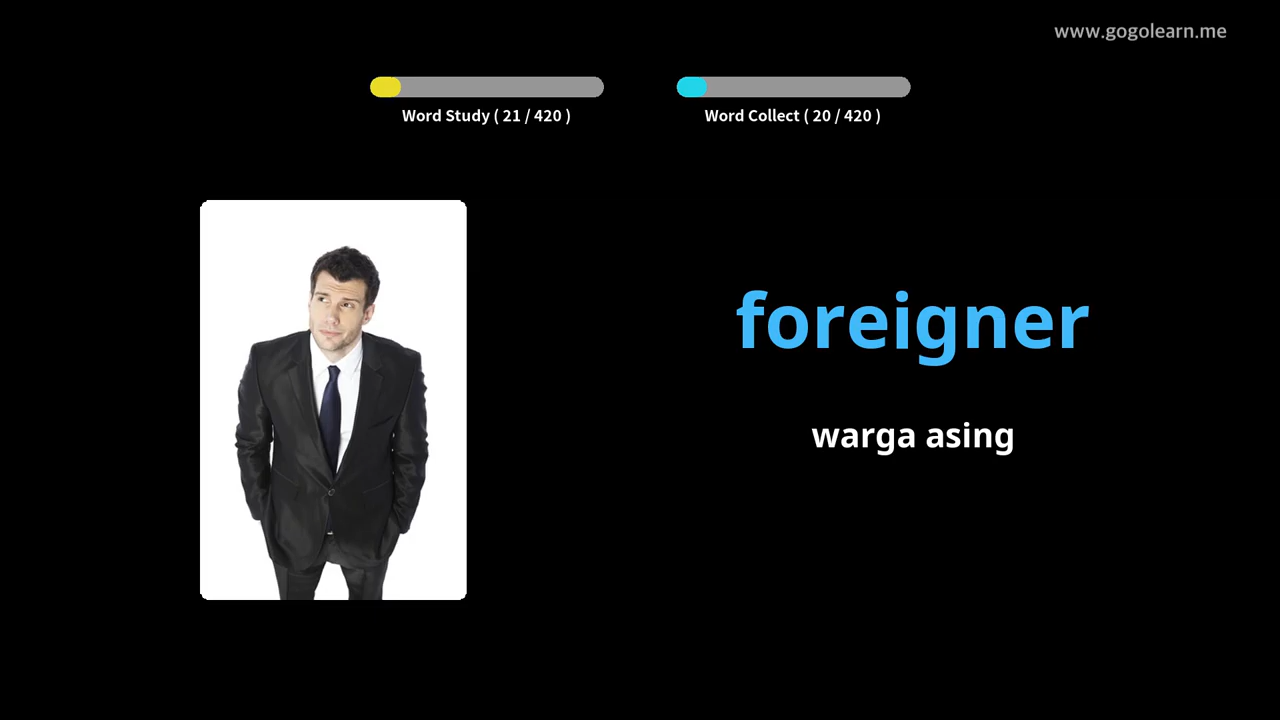 www.gogolearn.me
Word Study ( 21 / 420 )
Word Collect ( 20 / 420 )
foreigner
warga asing